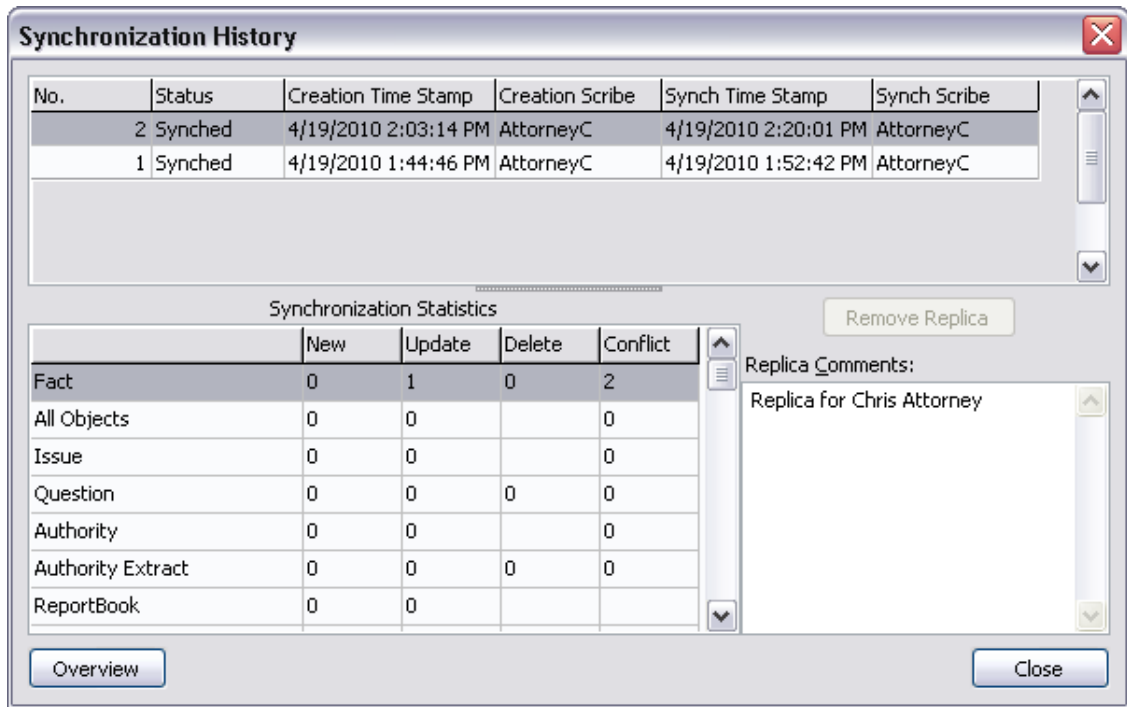 Synchronization History
No. Status Creation Time Stamp Creation Scribe Synch Time Stamp Synch Scribe
2 Synched 4/19/2010 2:03:14 PM AttorneyC 4/19/2010 2:20:01 PM AttorneyC
1 Synched 4/19/2010 1:44:46 PM AttorneyC 4/19/2010 1:52:42 PM AttorneyC
Synchronization Statistics
New Update Delete Conflict
Fact 0 1 0 2
All Objects 0 0 0
Issue 0 0 0
Question 0 0 0 0
Authority 0 0 0
Authority Extract 0 0 0 0
ReportBook 0 0
Remove Replica
Replica Comments:
Replica for Chris Attorney
Overview
Close